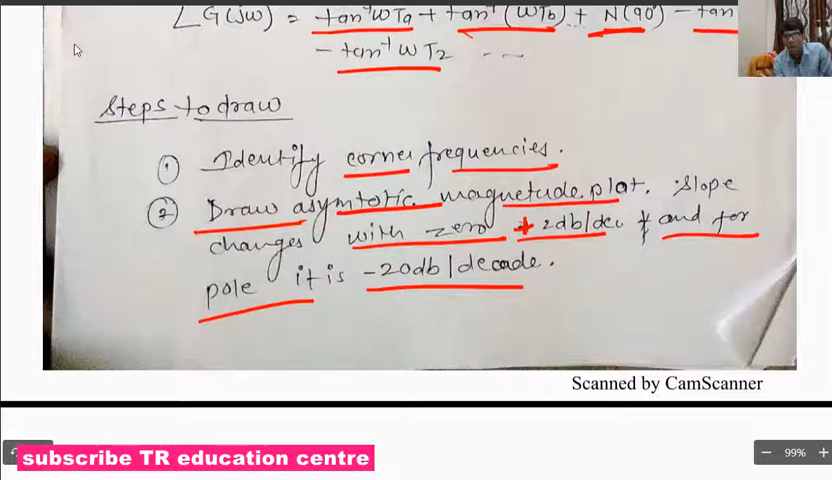 ∠G(jω) = tan⁻¹ωTa + tan⁻¹(ωTb) + N(90°) - tan
- tan⁻¹ωT2 ---
Steps to draw
① Identify corner frequencies.
② Draw asymtotic magnetude plot. Slope
changes with zero + 2db/dec & and for
pole it is -20db/decade.
Scanned by CamScanner
subscribe TR education centre
99%